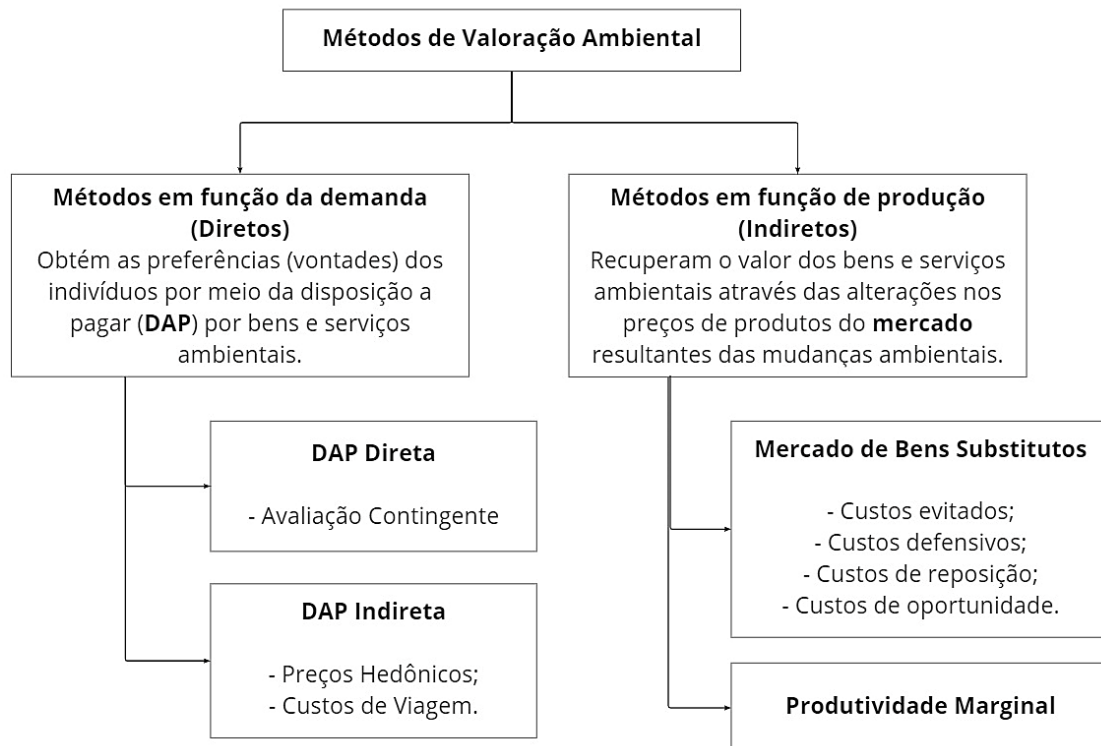 Métodos de Valoração Ambiental
Métodos em função da demanda
(Diretos)
Obtém as preferências (vontades) dos
indivíduos por meio da disposição a
pagar (DAP) por bens e serviços
ambientais.
DAP Direta
- Avaliação Contingente
DAP Indireta
- Preços Hedônicos;
- Custos de Viagem.
Métodos em função de produção
(Indiretos)
Recuperam o valor dos bens e serviços
ambientais através das alterações nos
preços de produtos do mercado
resultantes das mudanças ambientais.
Mercado de Bens Substitutos
- Custos evitados;
- Custos defensivos;
- Custos de reposição;
- Custos de oportunidade.
Produtividade Marginal